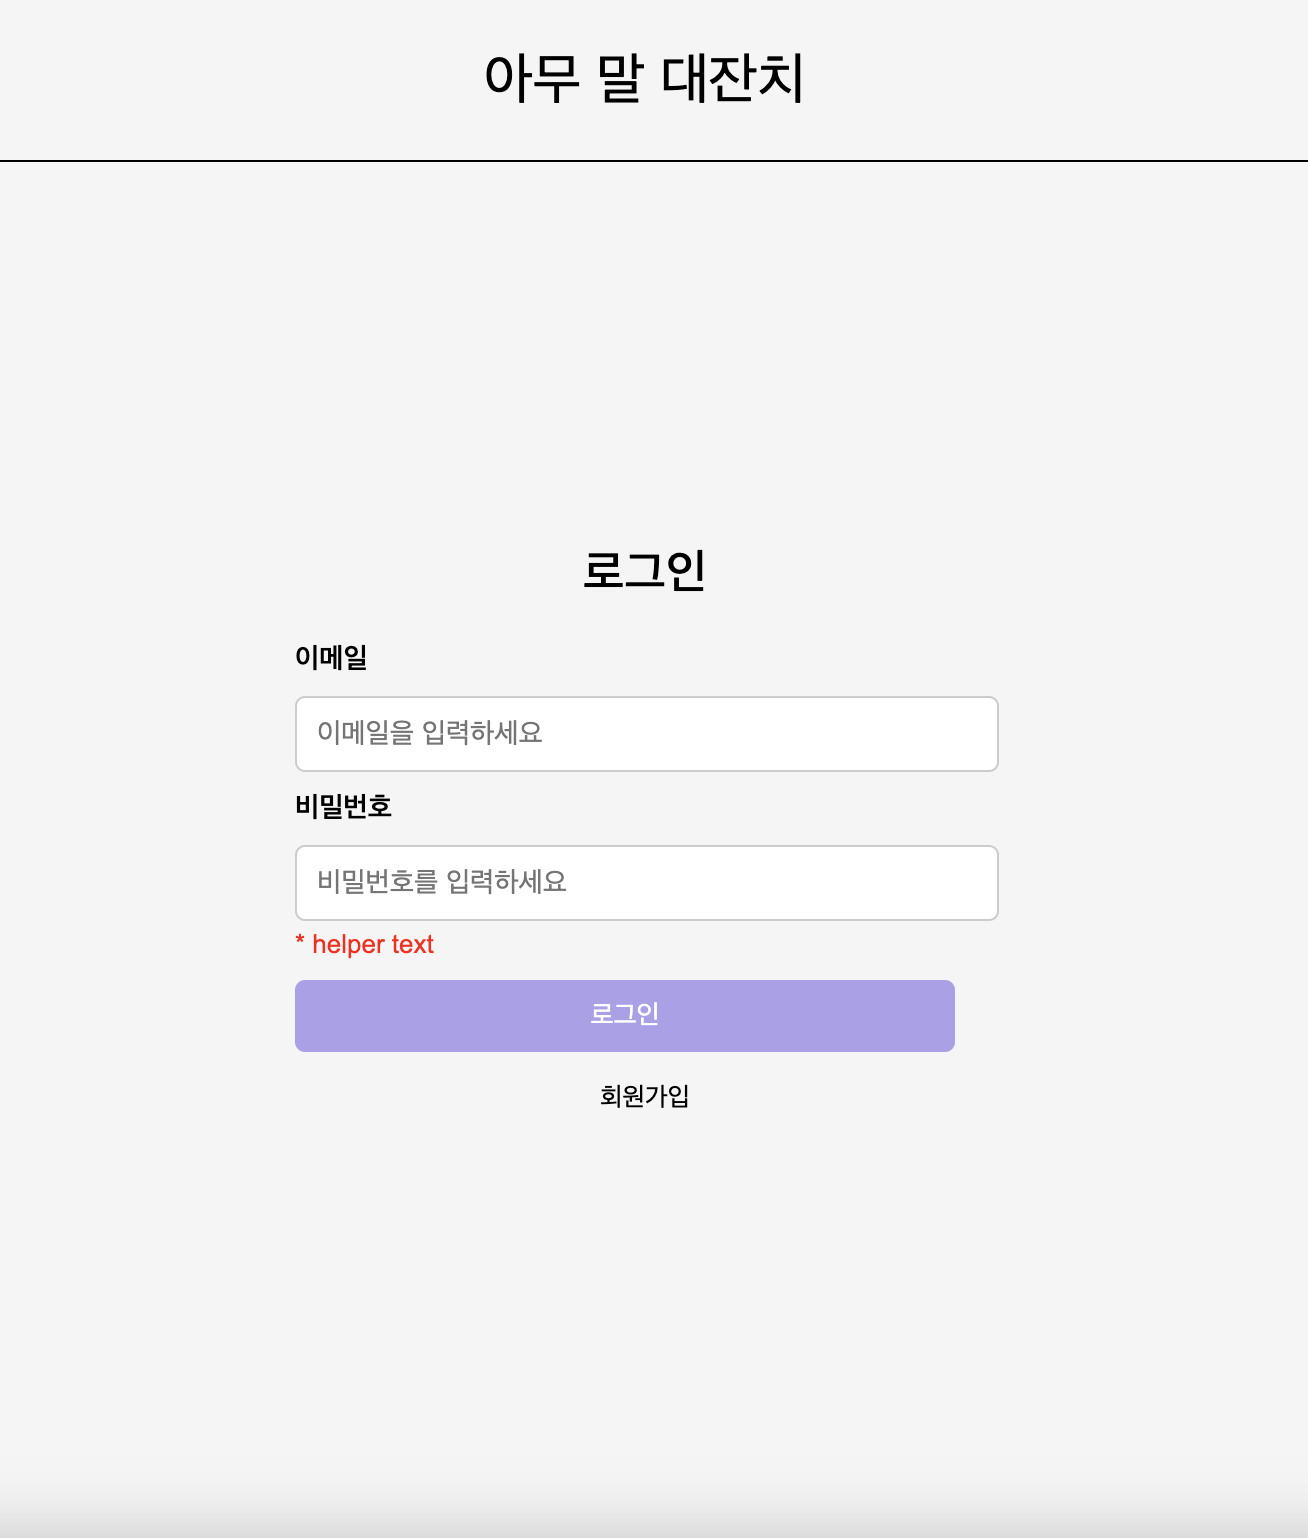 아무 말 대잔치
로그인
이메일
이메일을 입력하세요
비밀번호
비밀번호를 입력하세요
* helper text
로그인
회원가입